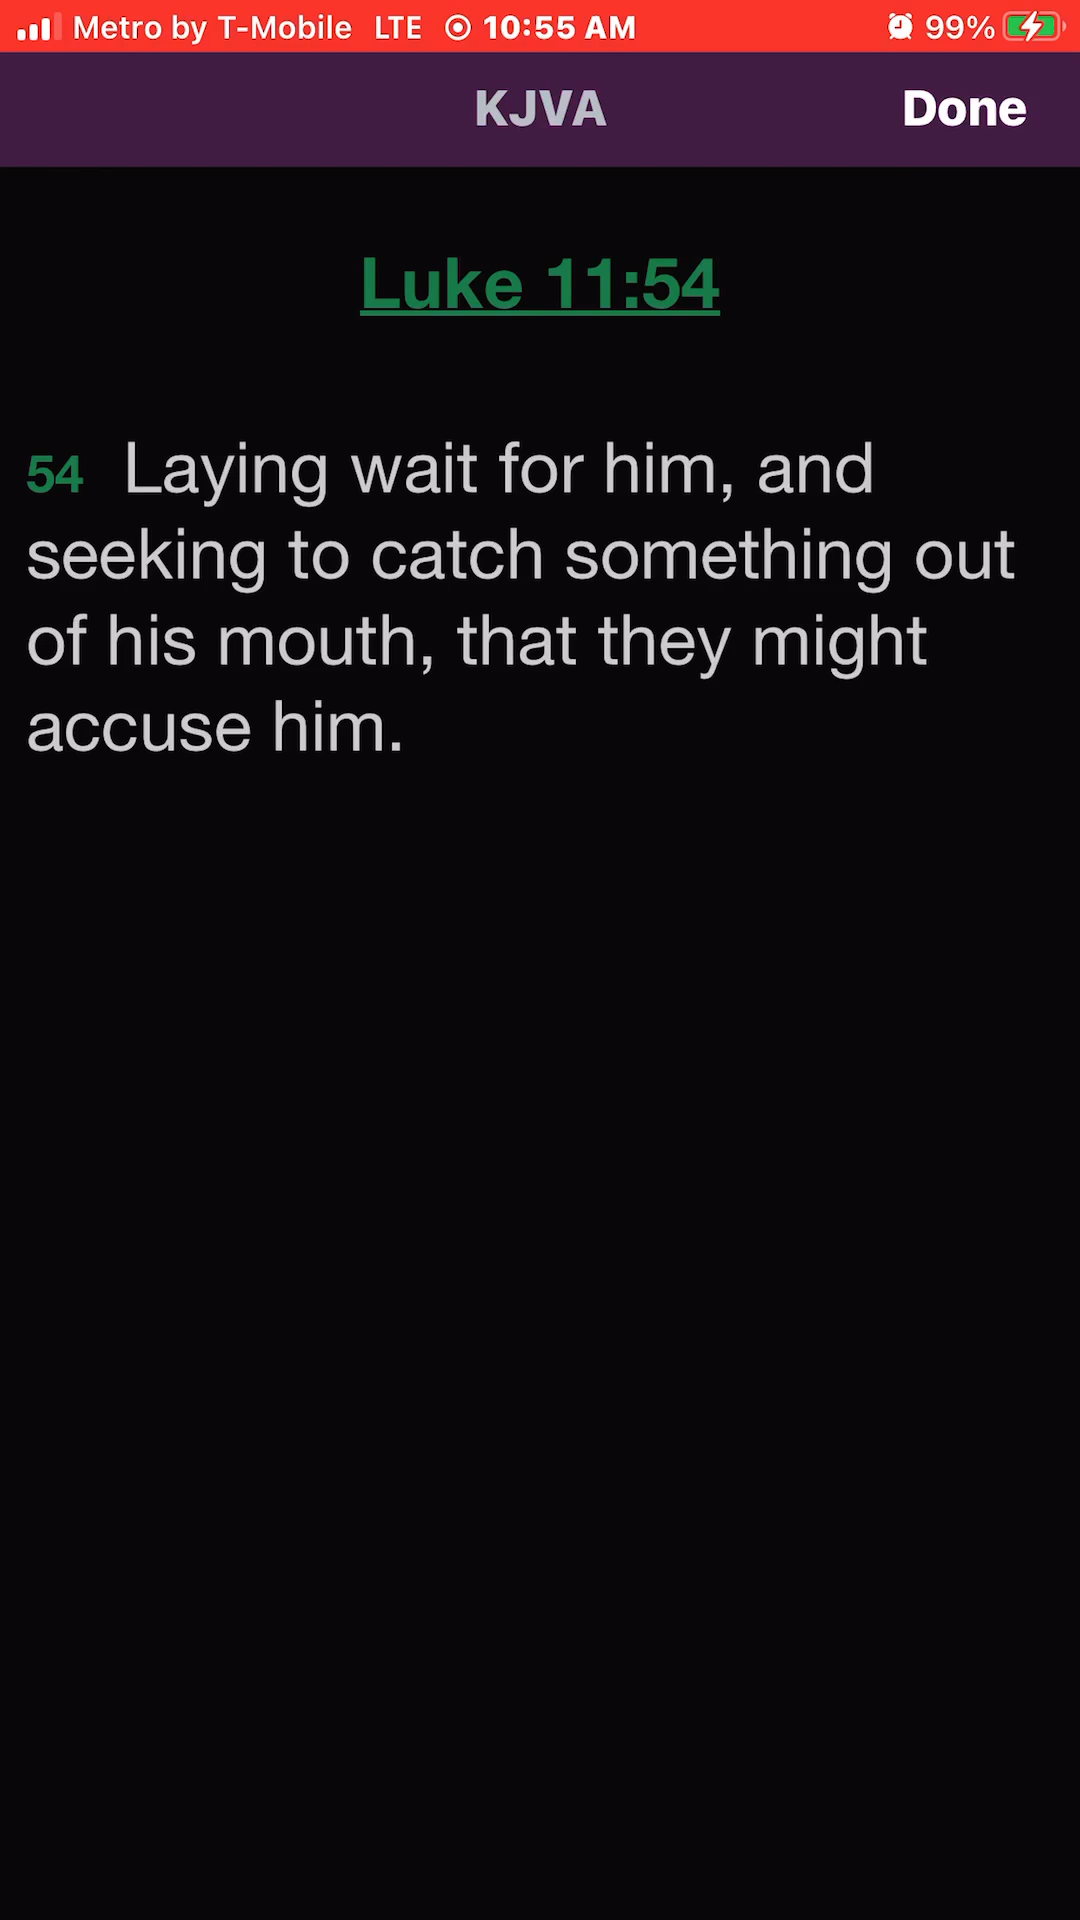 Metro by T-Mobile LTE 10:55 AM 99%
KJVA Done
Luke 11:54
54 Laying wait for him, and
seeking to catch something out
of his mouth, that they might
accuse him.